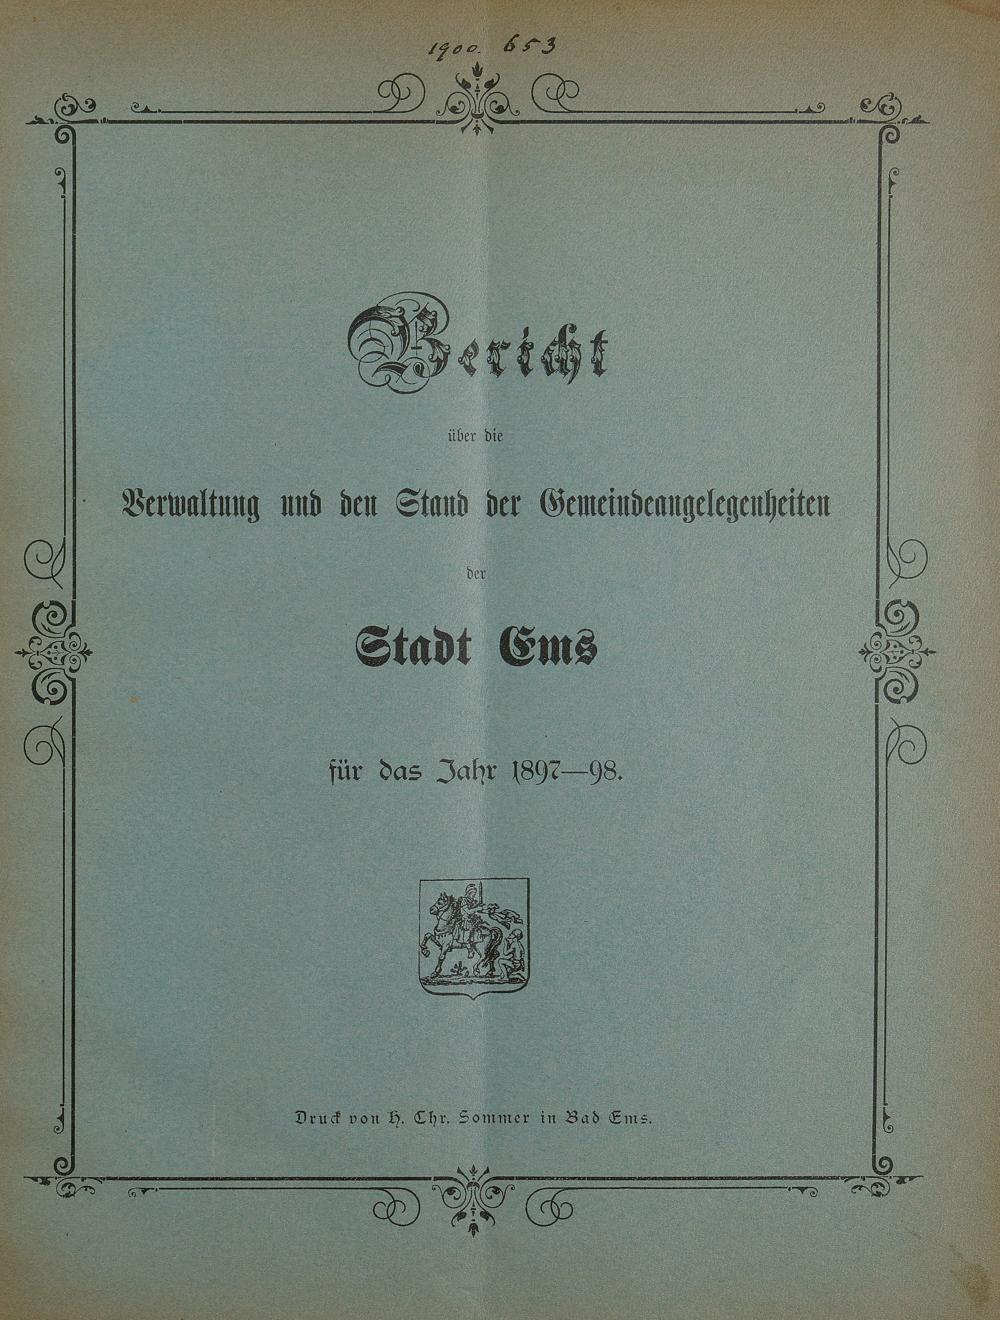 1900. 653
Bericht
über die
Verwaltung und den Stand der Gemeindeangelegenheiten
der
Stadt Ems
für das Jahr 1897—98.
Druck von H. Chr. Sommer in Bad Ems.